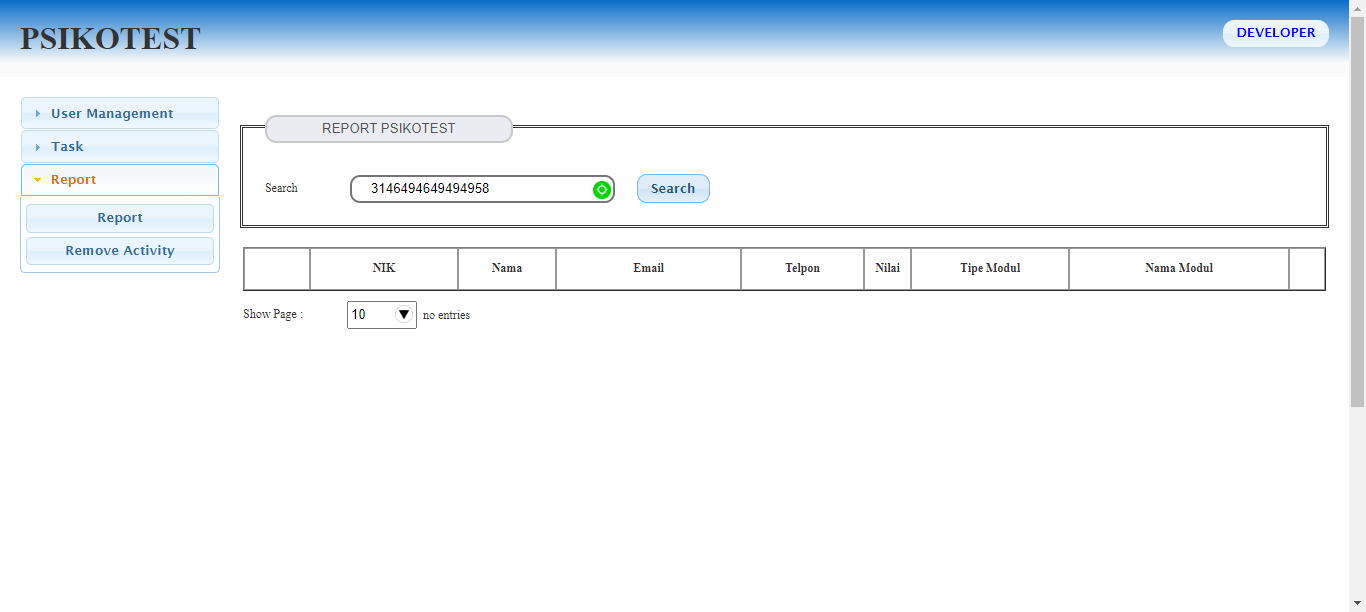 PSIKOTEST
DEVELOPER
User Management
Task
Report
Report
Remove Activity
REPORT PSIKOTEST
Search 3146494649494958 Search
NIK Nama Email Telpon Nilai Tipe Modul Nama Modul
Show Page : 10 no entries